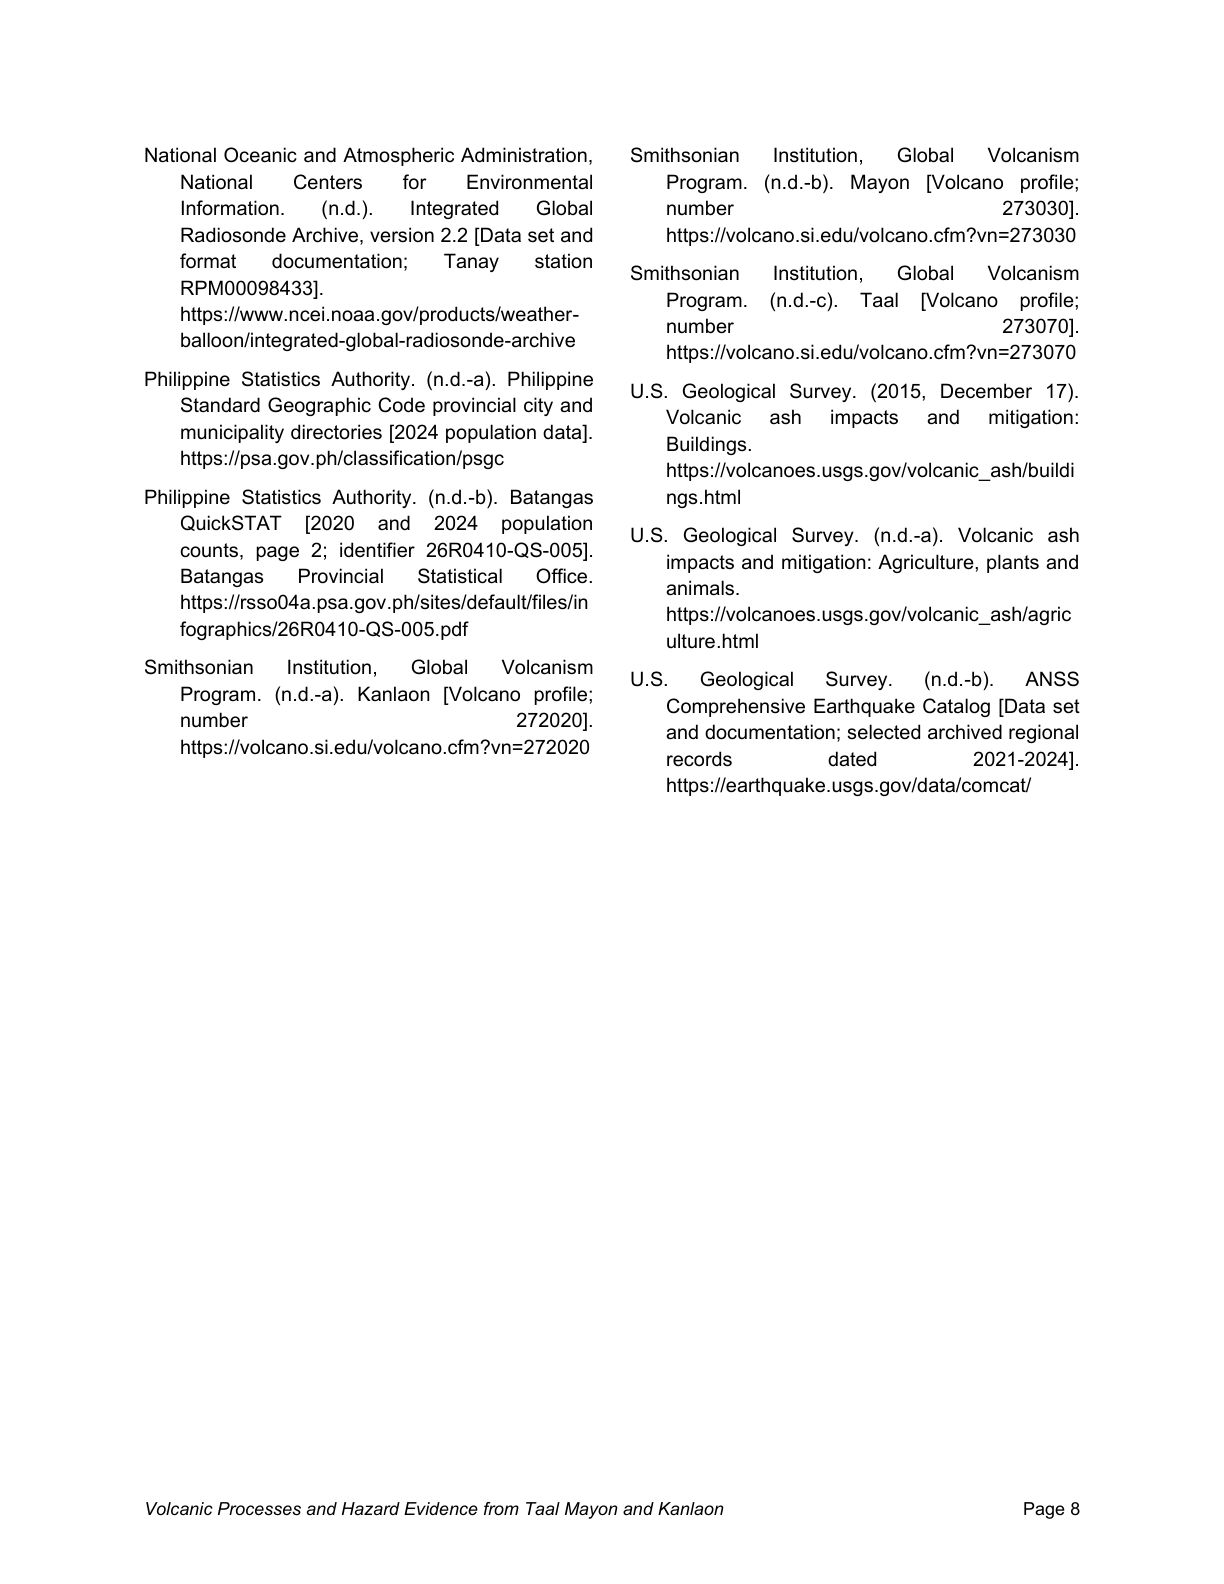 National Oceanic and Atmospheric Administration,
National Centers for Environmental
Information. (n.d.). Integrated Global
Radiosonde Archive, version 2.2 [Data set and
format documentation; Tanay station
RPM00098433].
https://www.ncei.noaa.gov/products/weather-
balloon/integrated-global-radiosonde-archive
Philippine Statistics Authority. (n.d.-a). Philippine
Standard Geographic Code provincial city and
municipality directories [2024 population data].
https://psa.gov.ph/classification/psgc
Philippine Statistics Authority. (n.d.-b). Batangas
QuickSTAT [2020 and 2024 population
counts, page 2; identifier 26R0410-QS-005].
Batangas Provincial Statistical Office.
https://rsso04a.psa.gov.ph/sites/default/files/in
fographics/26R0410-QS-005.pdf
Smithsonian Institution, Global Volcanism
Program. (n.d.-a). Kanlaon [Volcano profile;
number 272020].
https://volcano.si.edu/volcano.cfm?vn=272020
Smithsonian Institution, Global Volcanism
Program. (n.d.-b). Mayon [Volcano profile;
number 273030].
https://volcano.si.edu/volcano.cfm?vn=273030
Smithsonian Institution, Global Volcanism
Program. (n.d.-c). Taal [Volcano profile;
number 273070].
https://volcano.si.edu/volcano.cfm?vn=273070
U.S. Geological Survey. (2015, December 17).
Volcanic ash impacts and mitigation:
Buildings.
https://volcanoes.usgs.gov/volcanic_ash/buildi
ngs.html
U.S. Geological Survey. (n.d.-a). Volcanic ash
impacts and mitigation: Agriculture, plants and
animals.
https://volcanoes.usgs.gov/volcanic_ash/agric
ulture.html
U.S. Geological Survey. (n.d.-b). ANSS
Comprehensive Earthquake Catalog [Data set
and documentation; selected archived regional
records dated 2021-2024].
https://earthquake.usgs.gov/data/comcat/
Volcanic Processes and Hazard Evidence from Taal Mayon and Kanlaon
Page 8